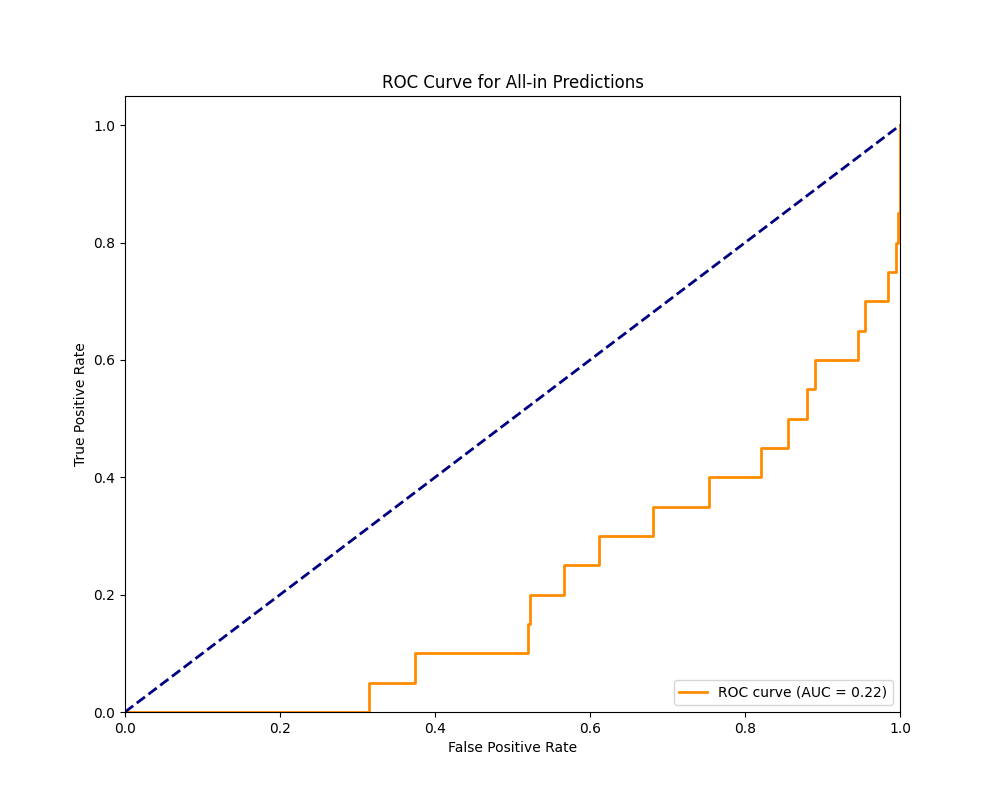 ROC Curve for All-in Predictions
True Positive Rate
1.0
0.8
0.6
0.4
0.2
0.0
0.0 0.2 0.4 0.6 0.8 1.0
False Positive Rate
ROC curve (AUC = 0.22)